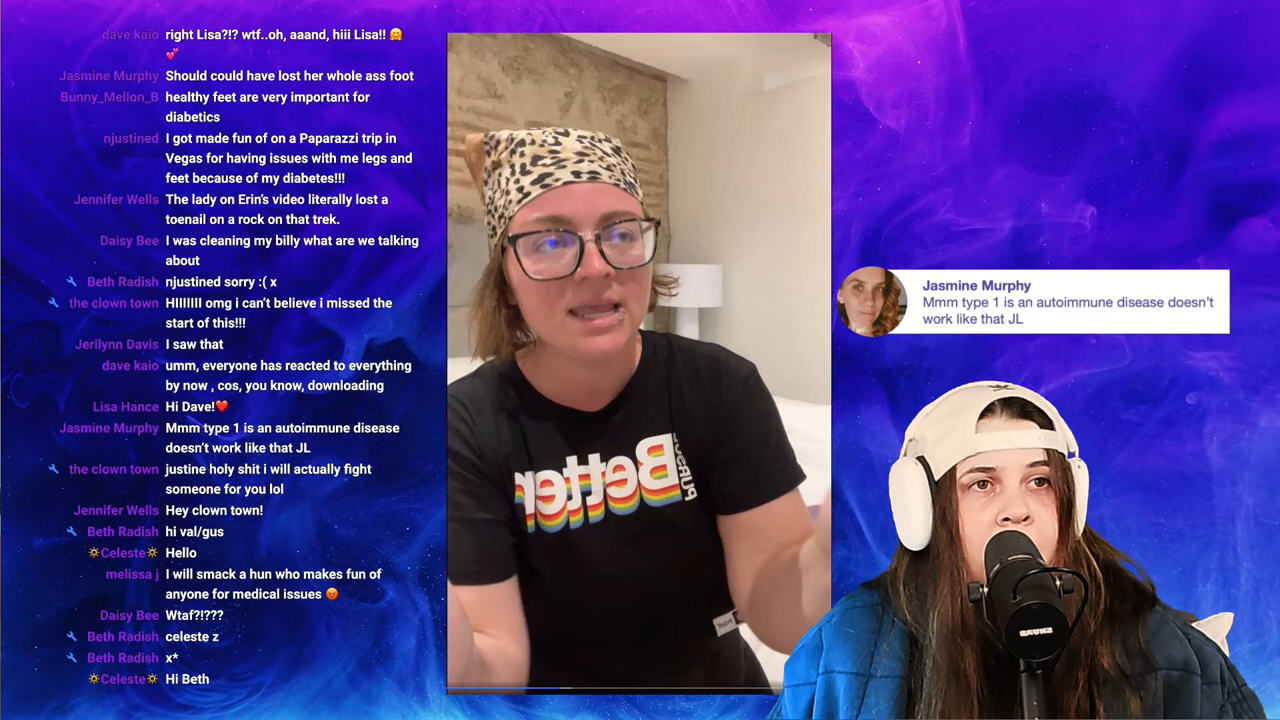 dave kaio right Lisa?!? wtf..oh, aaand, hiii Lisa!! 🤗
💕
Jasmine Murphy Should could have lost her whole ass foot
Bunny_Mellon_B healthy feet are very important for
diabetics
njustined I got made fun of on a Paparazzi trip in
Vegas for having issues with me legs and
feet because of my diabetes!!!
Jennifer Wells The lady on Erin's video literally lost a
toenail on a rock on that trek.
Daisy Bee I was cleaning my billy what are we talking
about
Beth Radish njustined sorry :( x
the clown town HIIIIIII omg i can't believe i missed the
start of this!!!
Jerilynn Davis I saw that
dave kaio umm, everyone has reacted to everything
by now , cos, you know, downloading
Lisa Hance Hi Dave!❤️
Jasmine Murphy Mmm type 1 is an autoimmune disease
doesn't work like that JL
the clown town justine holy shit i will actually fight
someone for you lol
Jennifer Wells Hey clown town!
Beth Radish hi val/gus
🔆Celeste🔆 Hello
melissa j I will smack a hun who makes fun of
anyone for medical issues 😡
Daisy Bee Wtaf?!???
Beth Radish celeste z
Beth Radish x*
🔆Celeste🔆 Hi Beth
Better
Jasmine Murphy
Mmm type 1 is an autoimmune disease doesn't
work like that JL